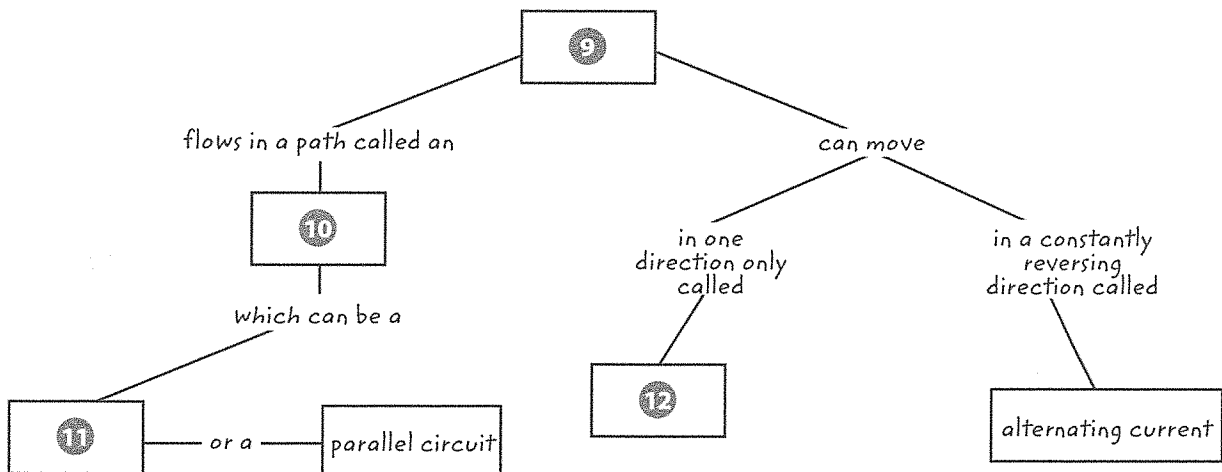 9
flows in a path called an
can move
10
in one
direction only
called
in a constantly
reversing
direction called
which can be a
12
11
or a
parallel circuit
alternating current